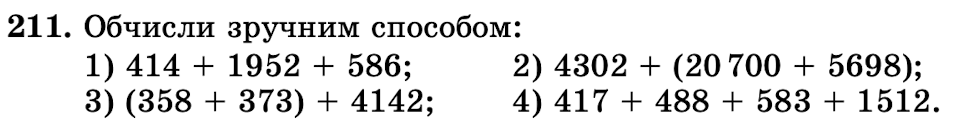 211. Обчисли зручним способом:
1) 414 + 1952 + 586; 2) 4302 + (20 700 + 5698);
3) (358 + 373) + 4142; 4) 417 + 488 + 583 + 1512.